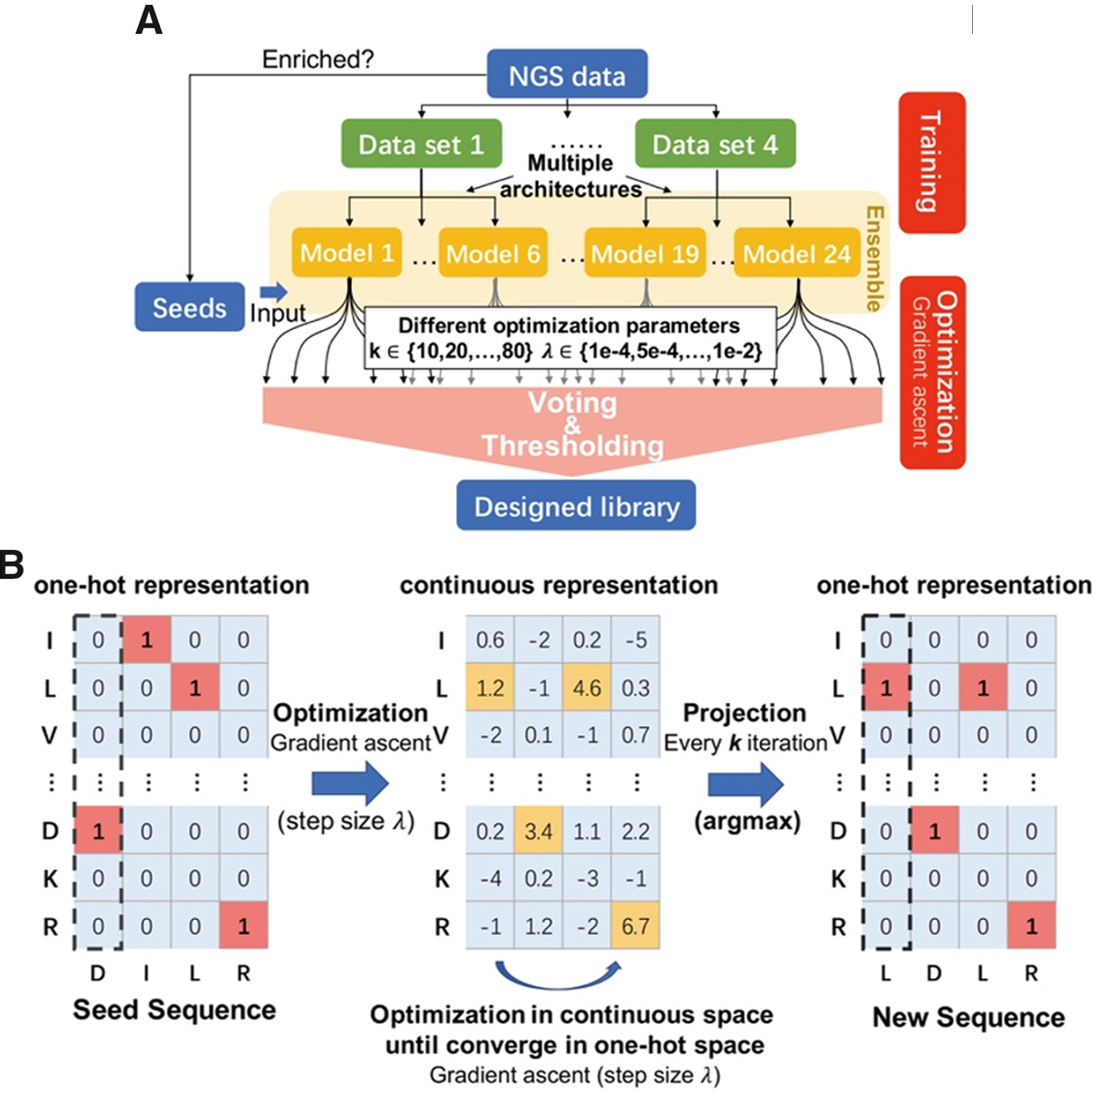 A
Enriched?
NGS data
Data set 1
......
Data set 4
Multiple
architectures
Training
Model 1
...
Model 6
...
Model 19
...
Model 24
Ensemble
Seeds
Input
Different optimization parameters
k ∈ {10,20,...,80} λ ∈ {1e-4,5e-4,...,1e-2}
Optimization
Gradient ascent
Voting
&
Thresholding
Designed library
B
one-hot representation
I 0 1 0 0
L 0 0 1 0
V 0 0 0 0
⋮ ⋮ ⋮ ⋮ ⋮
D 1 0 0 0
K 0 0 0 0
R 0 0 0 1
D I L R
Seed Sequence
Optimization
Gradient ascent
(step size λ)
continuous representation
I 0.6 -2 0.2 -5
L 1.2 -1 4.6 0.3
V -2 0.1 -1 0.7
⋮ ⋮ ⋮ ⋮ ⋮
D 0.2 3.4 1.1 2.2
K -4 0.2 -3 -1
R -1 1.2 -2 6.7
Optimization in continuous space
until converge in one-hot space
Gradient ascent (step size λ)
Projection
Every k iteration
(argmax)
one-hot representation
I 0 0 0 0
L 1 0 1 0
V 0 0 0 0
⋮ ⋮ ⋮ ⋮ ⋮
D 0 1 0 0
K 0 0 0 0
R 0 0 0 1
L D L R
New Sequence